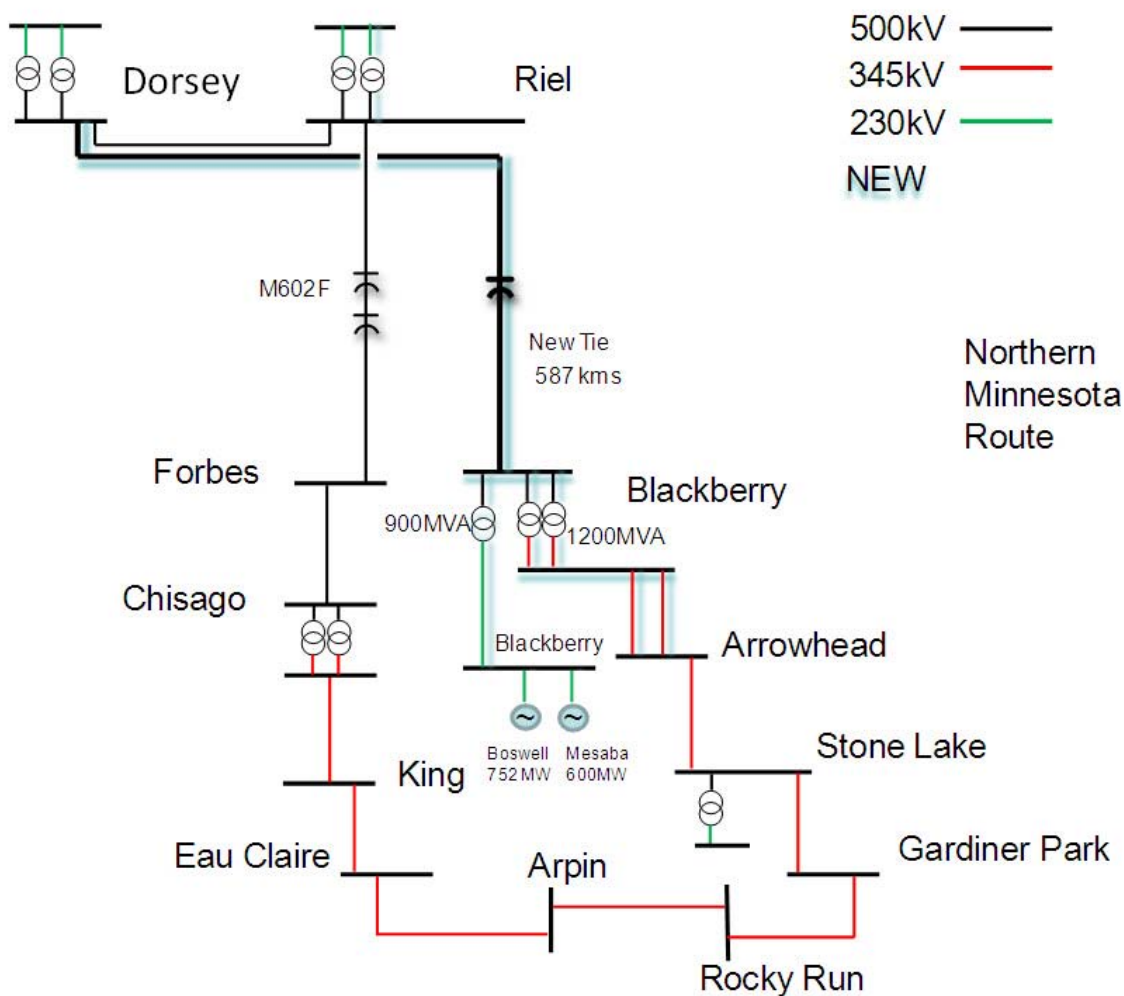 500kV
345kV
230kV
NEW
Dorsey
Riel
M602F
New Tie
587 kms
Northern
Minnesota
Route
Forbes
Blackberry
900MVA
1200MVA
Chisago
Blackberry
Arrowhead
~
~
Boswell
752 MW
Mesaba
600MW
King
Stone Lake
Eau Claire
Arpin
Gardiner Park
Rocky Run